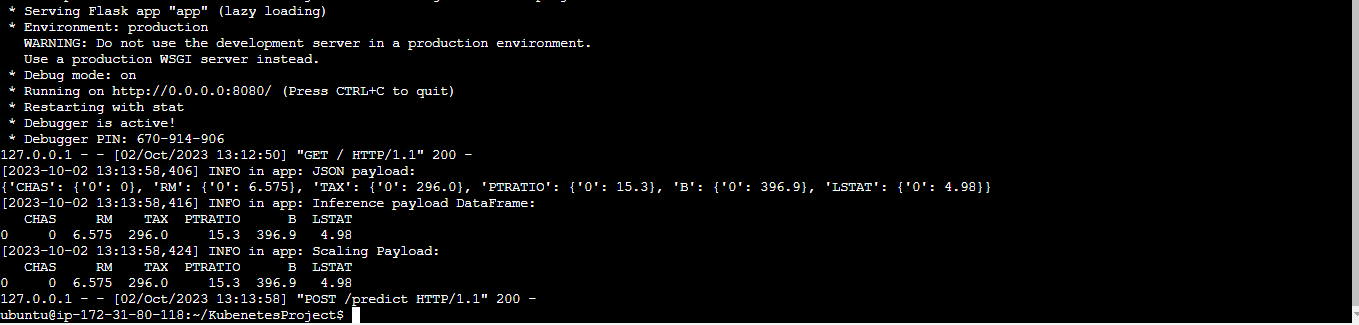 * Serving Flask app "app" (lazy loading)
* Environment: production
WARNING: Do not use the development server in a production environment.
Use a production WSGI server instead.
* Debug mode: on
* Running on http://0.0.0.0:8080/ (Press CTRL+C to quit)
* Restarting with stat
* Debugger is active!
* Debugger PIN: 670-914-906
127.0.0.1 - - [02/Oct/2023 13:12:50] "GET / HTTP/1.1" 200 -
[2023-10-02 13:13:58,406] INFO in app: JSON payload:
{'CHAS': {'0': 0}, 'RM': {'0': 6.575}, 'TAX': {'0': 296.0}, 'PTRATIO': {'0': 15.3}, 'B': {'0': 396.9}, 'LSTAT': {'0': 4.98}}
[2023-10-02 13:13:58,416] INFO in app: Inference payload DataFrame:
CHAS RM TAX PTRATIO B LSTAT
0 0 6.575 296.0 15.3 396.9 4.98
[2023-10-02 13:13:58,424] INFO in app: Scaling Payload:
CHAS RM TAX PTRATIO B LSTAT
0 0 6.575 296.0 15.3 396.9 4.98
127.0.0.1 - - [02/Oct/2023 13:13:58] "POST /predict HTTP/1.1" 200 -
ubuntu@ip-172-31-80-118:~/KubenetesProject$